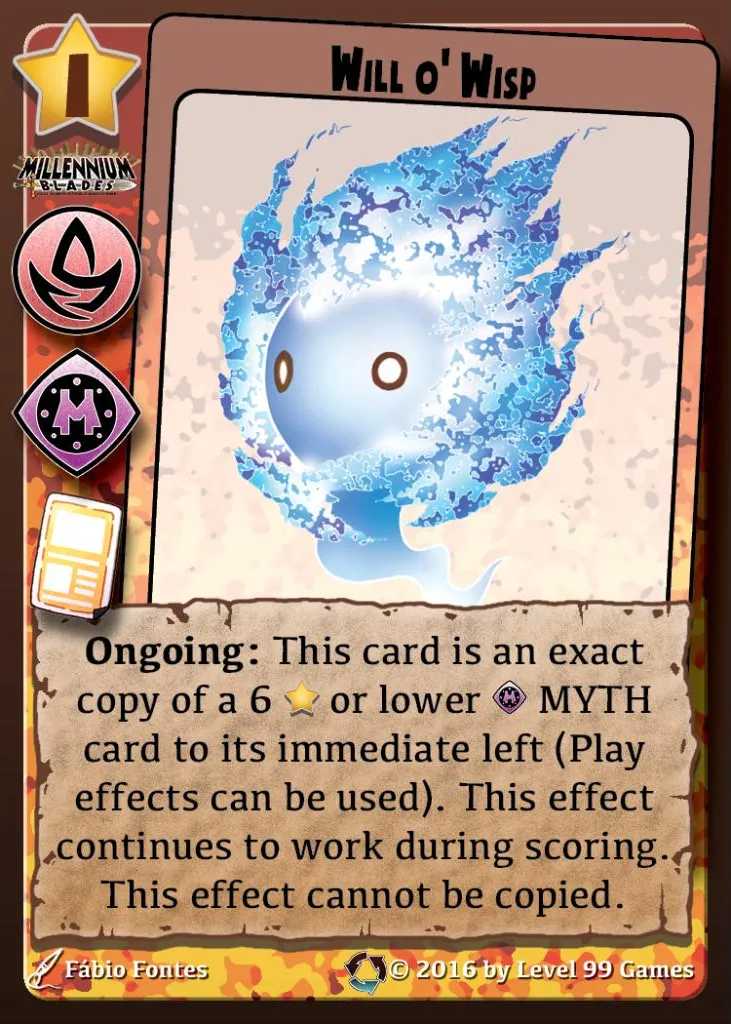 1
WILL O' WISP
MILLENNIUM
BLADES
M
Ongoing: This card is an exact
copy of a 6 or lower M MYTH
card to its immediate left (Play
effects can be used). This effect
continues to work during scoring.
This effect cannot be copied.
Fábio Fontes
© 2016 by Level 99 Games